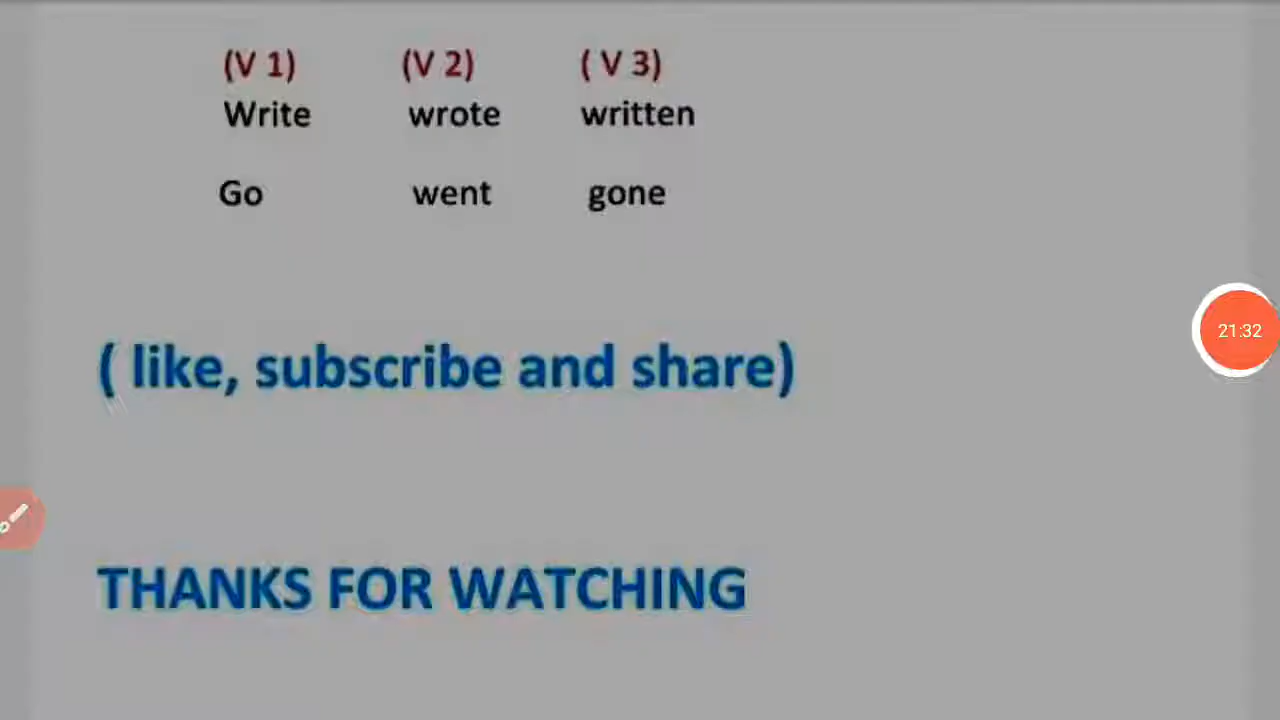 (V 1) (V 2) ( V 3)
Write wrote written
Go went gone
21:32
( like, subscribe and share)
THANKS FOR WATCHING